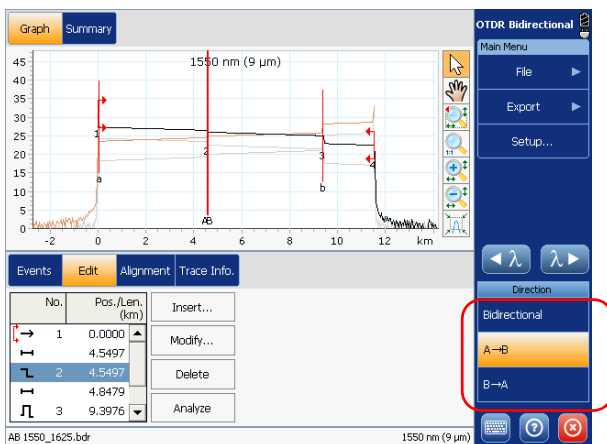 Graph
Summary
OTDR Bidirectional
Main Menu
File
Export
Setup...
1550 nm (9 µm)
45
40
35
30
25
20
15
10
5
0
1
2
3
4
a
b
AB
-2
0
2
4
6
8
10
12
km
1:1
λ
λ
Direction
Bidirectional
A→B
B→A
Events
Edit
Alignment
Trace Info.
No.
Pos./Len.
(km)
1 0.0000
4.5497
2 4.5497
4.8479
3 9.3976
Insert...
Modify...
Delete
Analyze
?
AB 1550_1625.bdr
1550 nm (9 µm)